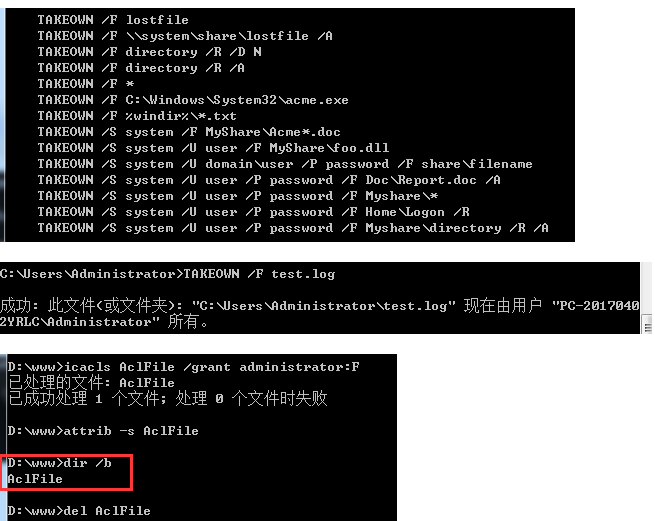 TAKEOWN /F lostfile
TAKEOWN /F \\system\share\lostfile /A
TAKEOWN /F directory /R /D N
TAKEOWN /F directory /R /A
TAKEOWN /F *
TAKEOWN /F C:\Windows\System32\acme.exe
TAKEOWN /F %windir%\*.txt
TAKEOWN /S system /F MyShare\Acme*.doc
TAKEOWN /S system /U user /F MyShare\foo.dll
TAKEOWN /S system /U domain\user /P password /F share\filename
TAKEOWN /S system /U user /P password /F Doc\Report.doc /A
TAKEOWN /S system /U user /P password /F Myshare\*
TAKEOWN /S system /U user /P password /F Home\Logon /R
TAKEOWN /S system /U user /P password /F Myshare\directory /R /A
C:\Users\Administrator>TAKEOWN /F test.log
成功: 此文件(或文件夹): "C:\Users\Administrator\test.log" 现在由用户 "PC-2017040
2YRLC\Administrator" 所有。
D:\www>icacls AclFile /grant administrator:F
已处理的文件: AclFile
已成功处理 1 个文件; 处理 0 个文件时失败
D:\www>attrib -s AclFile
D:\www>dir /b
AclFile
D:\www>del AclFile